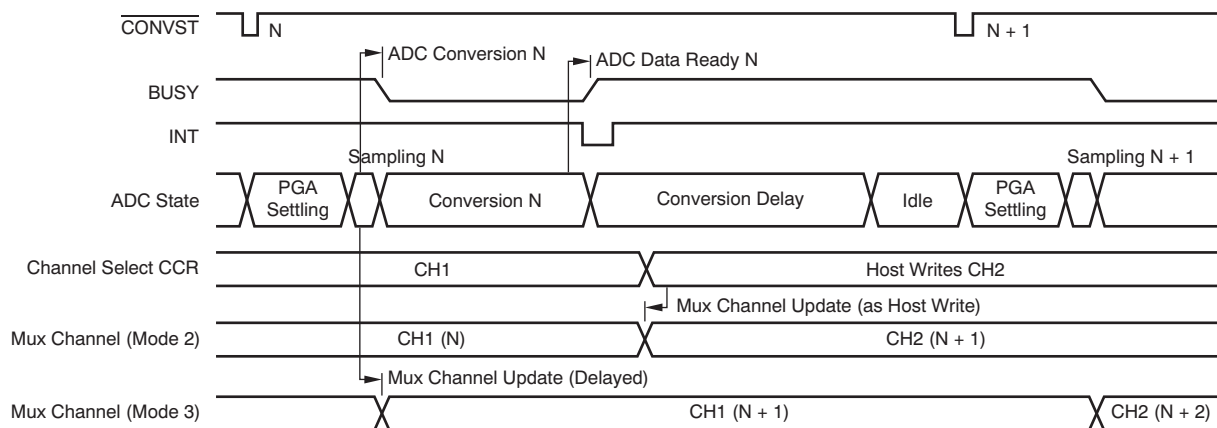 CONVST
N
N + 1
ADC Conversion N
ADC Data Ready N
BUSY
INT
Sampling N
Sampling N + 1
ADC State
PGA
Settling
Conversion N
Conversion Delay
Idle
PGA
Settling
Channel Select CCR
CH1
Host Writes CH2
Mux Channel Update (as Host Write)
Mux Channel (Mode 2)
CH1 (N)
CH2 (N + 1)
Mux Channel Update (Delayed)
Mux Channel (Mode 3)
CH1 (N + 1)
CH2 (N + 2)